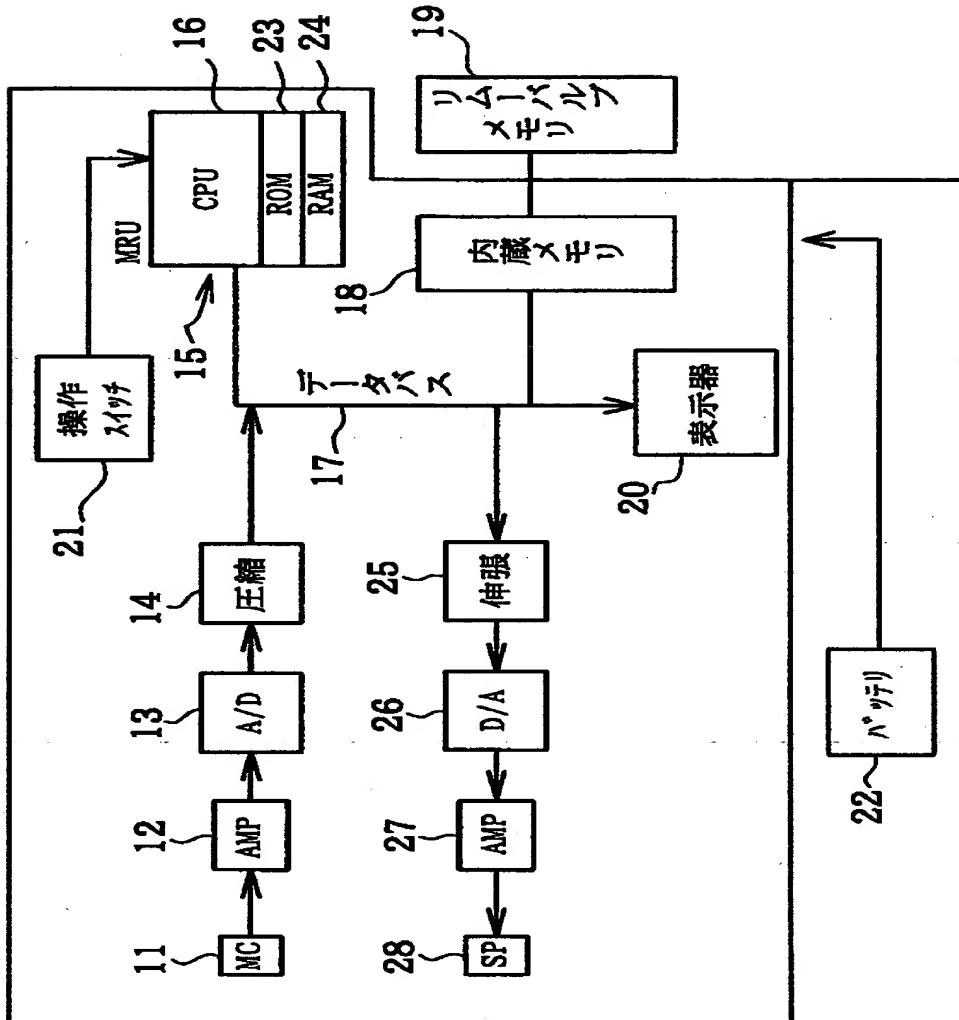 11
MC
12
AMP
13
A/D
14
圧縮
21
操作
スイッチ
15
MRU
CPU
16
ROM
23
RAM
24
データバス
17
18
内蔵メモリ
19
リムーバルブ
メモリ
20
表示器
25
伸張
26
D/A
27
AMP
28
SP
22
バッテリ